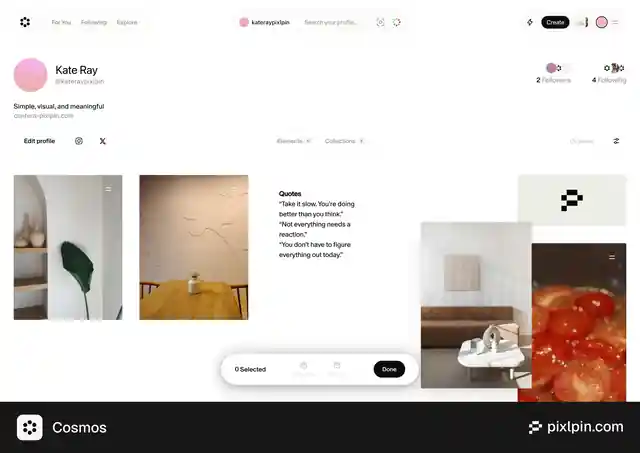 For You Following Explore
kateraypixlpin
Search your profile...
Create
Kate Ray
@kateraypixlpin
2 Followers
4 Following
Simple, visual, and meaningful
cosmos-pixlpin.com
Edit profile
Elements
Collections
Quotes
“Take it slow. You're doing
better than you think.”
“Not everything needs a
reaction.”
“You don't have to figure
everything out today.”
0 Selected
Done
Cosmos
pixlpin.com